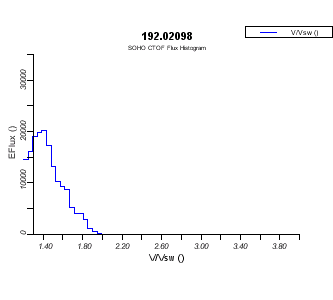 192.02098
SOHO CTOF Flux Histogram
V/Vsw ()
EFlux ()
30000
20000
10000
0
1.40 1.80 2.20 2.60 3.00 3.40 3.80
V/Vsw ()